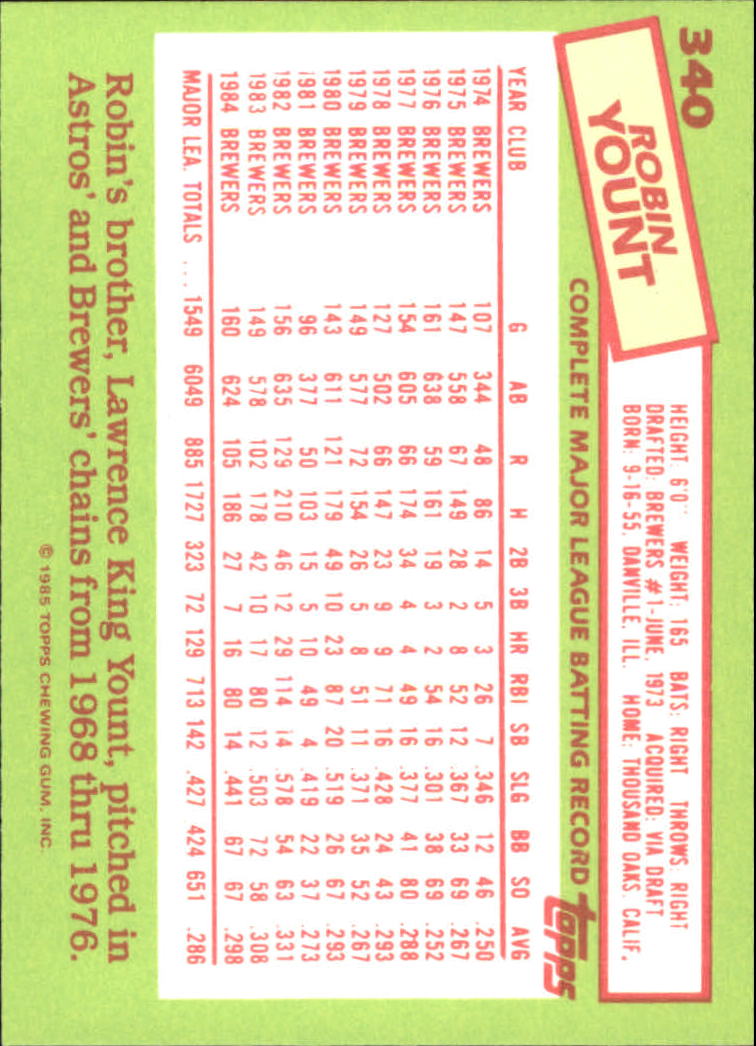 340
ROBIN
YOUNT
HEIGHT: 6'0" WEIGHT: 165 BATS: RIGHT THROWS: RIGHT
DRAFTED: BREWERS #1-JUNE, 1973 ACQUIRED: VIA DRAFT
BORN: 9-16-55, DANVILLE, ILL. HOME: THOUSAND OAKS, CALIF.
COMPLETE MAJOR LEAGUE BATTING RECORD topps
YEAR CLUB G AB R H 2B 3B HR RBI SB SLG BB SO AVG
1974 BREWERS 107 344 48 86 14 5 3 26 7 .346 12 46 .250
1975 BREWERS 147 558 67 149 28 2 8 52 12 .367 33 69 .267
1976 BREWERS 161 638 59 161 19 3 2 54 16 .301 38 69 .252
1977 BREWERS 154 605 66 174 34 4 4 49 16 .377 41 80 .288
1978 BREWERS 127 502 66 147 23 9 9 71 16 .428 24 43 .293
1979 BREWERS 149 577 72 154 26 5 8 51 11 .371 35 52 .267
1980 BREWERS 143 611 121 179 49 10 23 87 20 .519 26 67 .293
1981 BREWERS 96 377 50 103 15 5 10 49 4 .419 22 37 .273
1982 BREWERS 156 635 129 210 46 12 29 114 14 .578 54 63 .331
1983 BREWERS 149 578 102 178 42 10 17 80 12 .503 72 58 .308
1984 BREWERS 160 624 105 186 27 7 16 80 14 .441 67 67 .298
MAJOR LEA. TOTALS ... 1549 6049 885 1727 323 72 129 713 142 .427 424 651 .286
Robin's brother, Lawrence King Yount, pitched in
Astros' and Brewers' chains from 1968 thru 1976.
© 1985 TOPPS CHEWING GUM, INC.